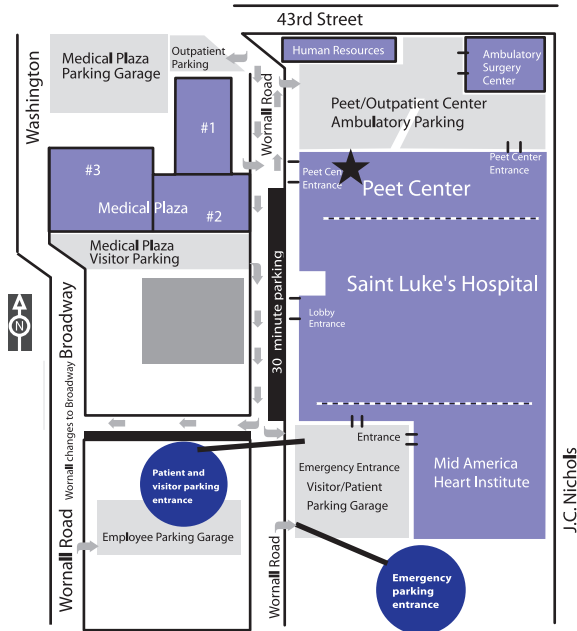 43rd Street
Medical Plaza
Parking Garage
Outpatient
Parking
Human Resources
Ambulatory
Surgery
Center
Washington
Wornall Road
Peet/Outpatient Center
Ambulatory Parking
#1
#3
Medical Plaza
#2
Peet Cen
Entrance
Peet Center
Peet Center
Entrance
Medical Plaza
Visitor Parking
30 minute parking
Saint Luke's Hospital
Lobby
Entrance
N
Broadway
Wornall changes to Broadway
Wornall Road
Entrance
Patient and
visitor parking
entrance
Emergency Entrance
Visitor/Patient
Parking Garage
Mid America
Heart Institute
Employee Parking Garage
Wornall Road
Emergency
parking
entrance
J.C. Nichols